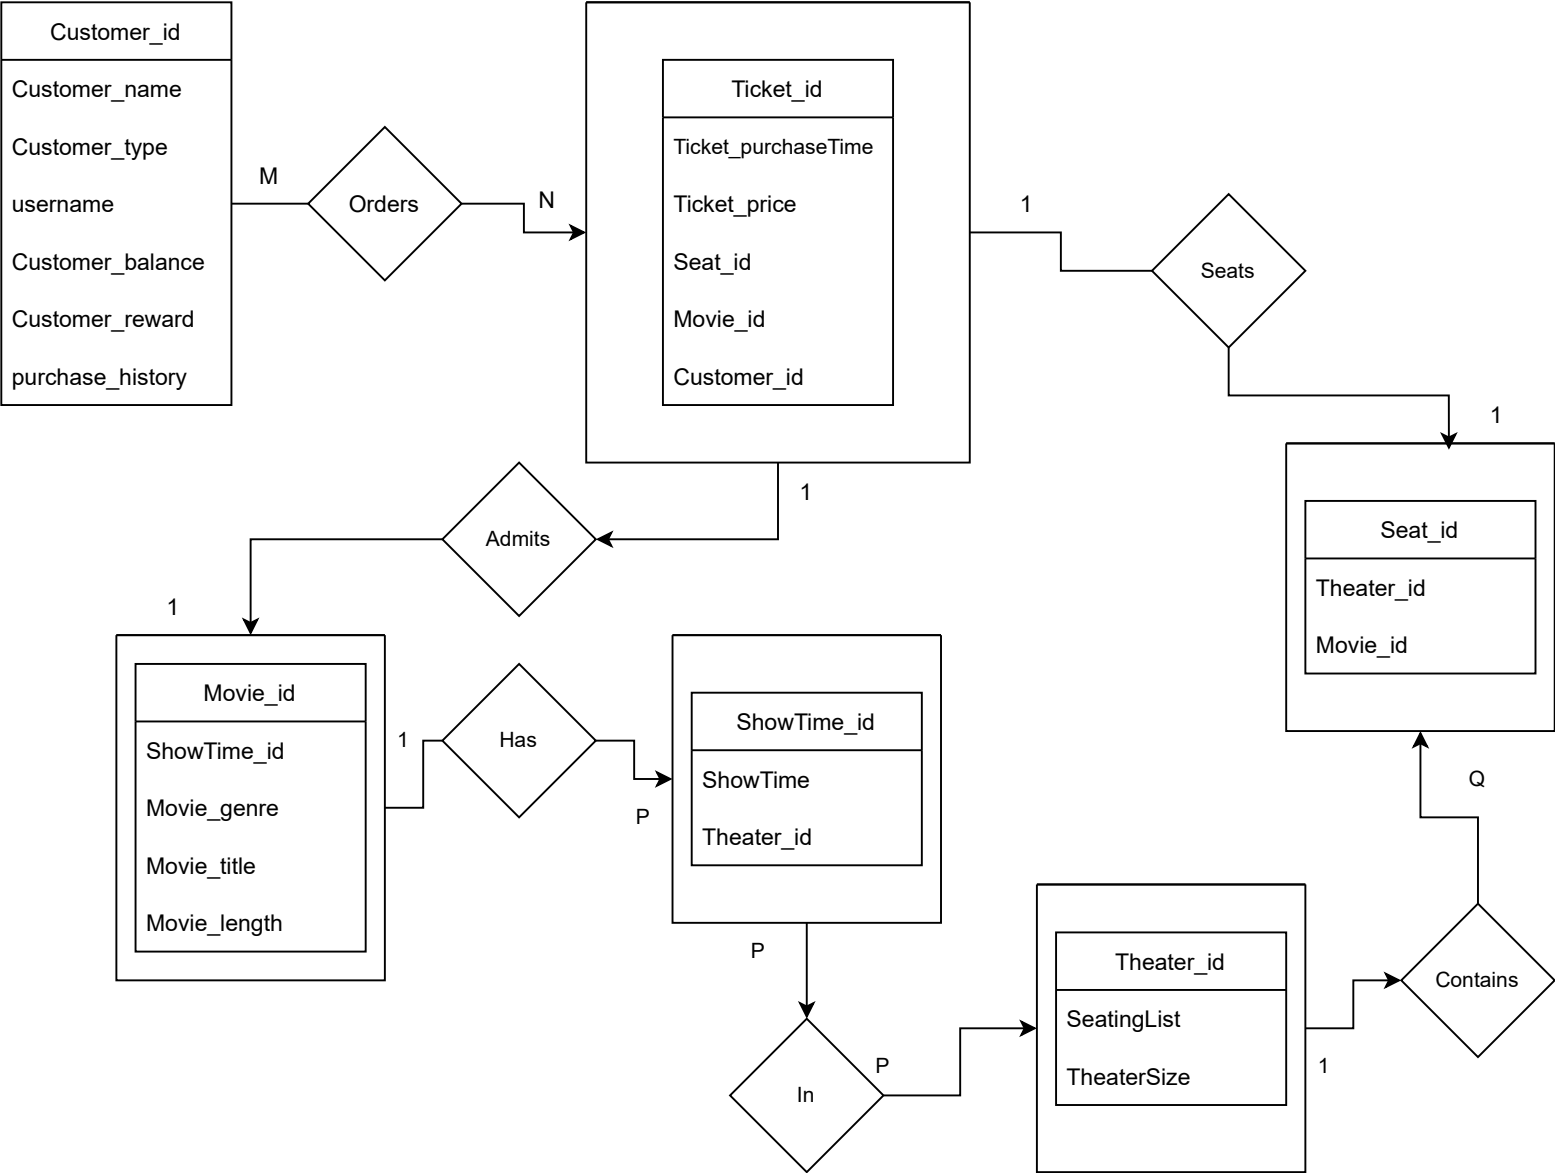 Customer_id
Customer_name
Customer_type
username
Customer_balance
Customer_reward
purchase_history
M
Orders
N
Ticket_id
Ticket_purchaseTime
Ticket_price
Seat_id
Movie_id
Customer_id
1
Seats
1
Seat_id
Theater_id
Movie_id
1
Admits
1
Movie_id
ShowTime_id
Movie_genre
Movie_title
Movie_length
1
Has
P
ShowTime_id
ShowTime
Theater_id
P
In
P
Theater_id
SeatingList
TheaterSize
1
Contains
Q